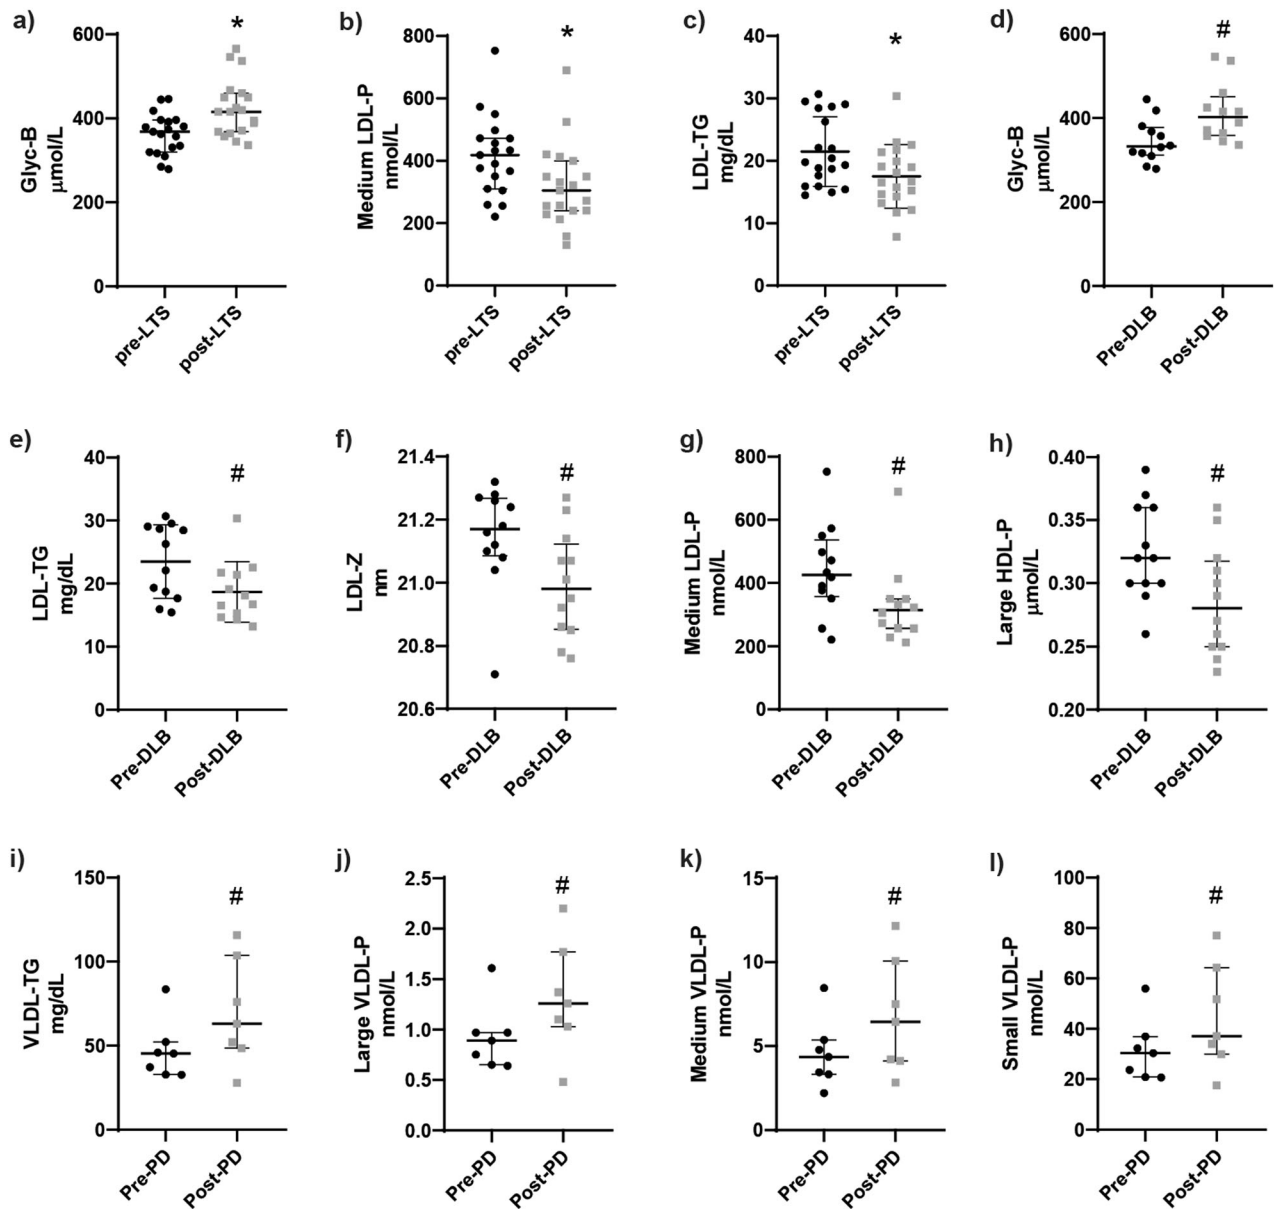 a)
*
600
400
200
0
Glyc-B
μmol/L
pre-LTS
post-LTS
b)
*
800
600
400
200
0
Medium LDL-P
nmol/L
pre-LTS
post-LTS
c)
*
40
30
20
10
0
LDL-TG
mg/dL
pre-LTS
post-LTS
d)
#
600
400
200
0
Glyc-B
μmol/L
Pre-DLB
Post-DLB
e)
#
40
30
20
10
0
LDL-TG
mg/dL
Pre-DLB
Post-DLB
f)
#
21.4
21.2
21.0
20.8
20.6
LDL-Z
nm
Pre-DLB
Post-DLB
g)
#
800
600
400
200
0
Medium LDL-P
nmol/L
Pre-DLB
Post-DLB
h)
#
0.40
0.35
0.30
0.25
0.20
Large HDL-P
μmol/L
Pre-DLB
Post-DLB
i)
#
150
100
50
0
VLDL-TG
mg/dL
Pre-PD
Post-PD
j)
#
2.5
2.0
1.5
1.0
0.5
0.0
Large VLDL-P
nmol/L
Pre-PD
Post-PD
k)
#
15
10
5
0
Medium VLDL-P
nmol/L
Pre-PD
Post-PD
l)
#
100
80
60
40
20
0
Small VLDL-P
nmol/L
Pre-PD
Post-PD